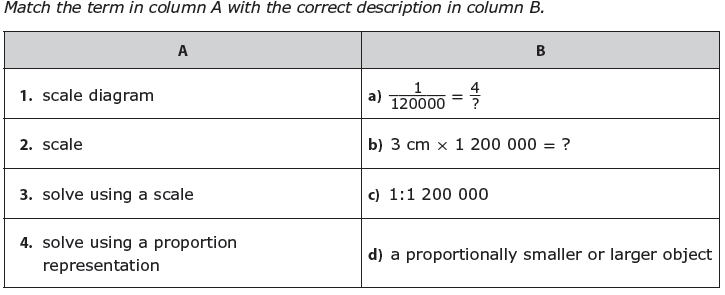 Match the term in column A with the correct description in column B.
A B
1. scale diagram a) 1/120000 = 4/?
2. scale b) 3 cm × 1 200 000 = ?
3. solve using a scale c) 1:1 200 000
4. solve using a proportion
representation d) a proportionally smaller or larger object